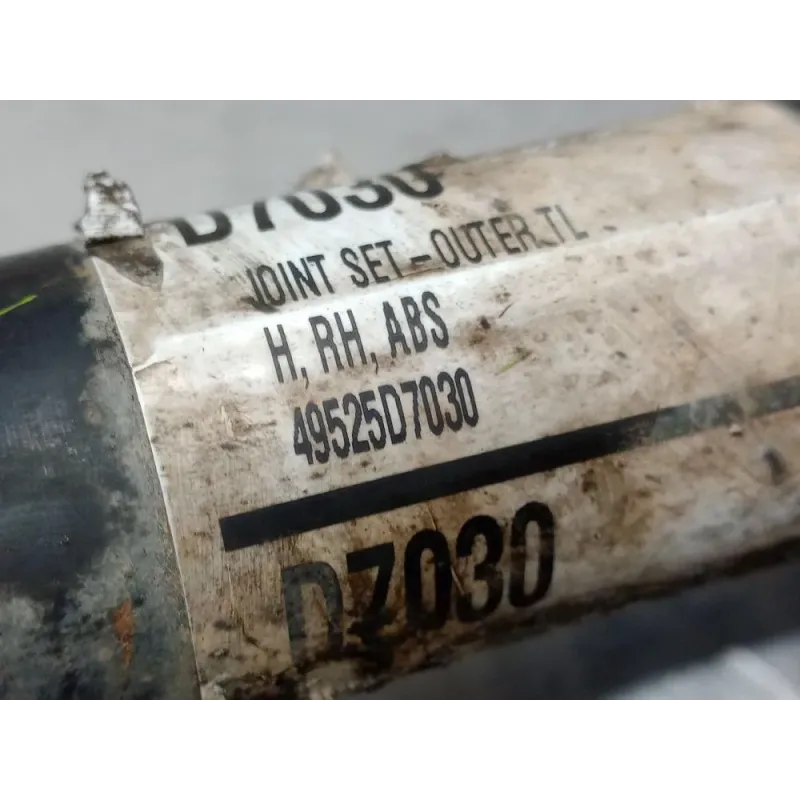 D7030
JOINT SET-OUTER TL
H, RH, ABS
49525D7030
D7030